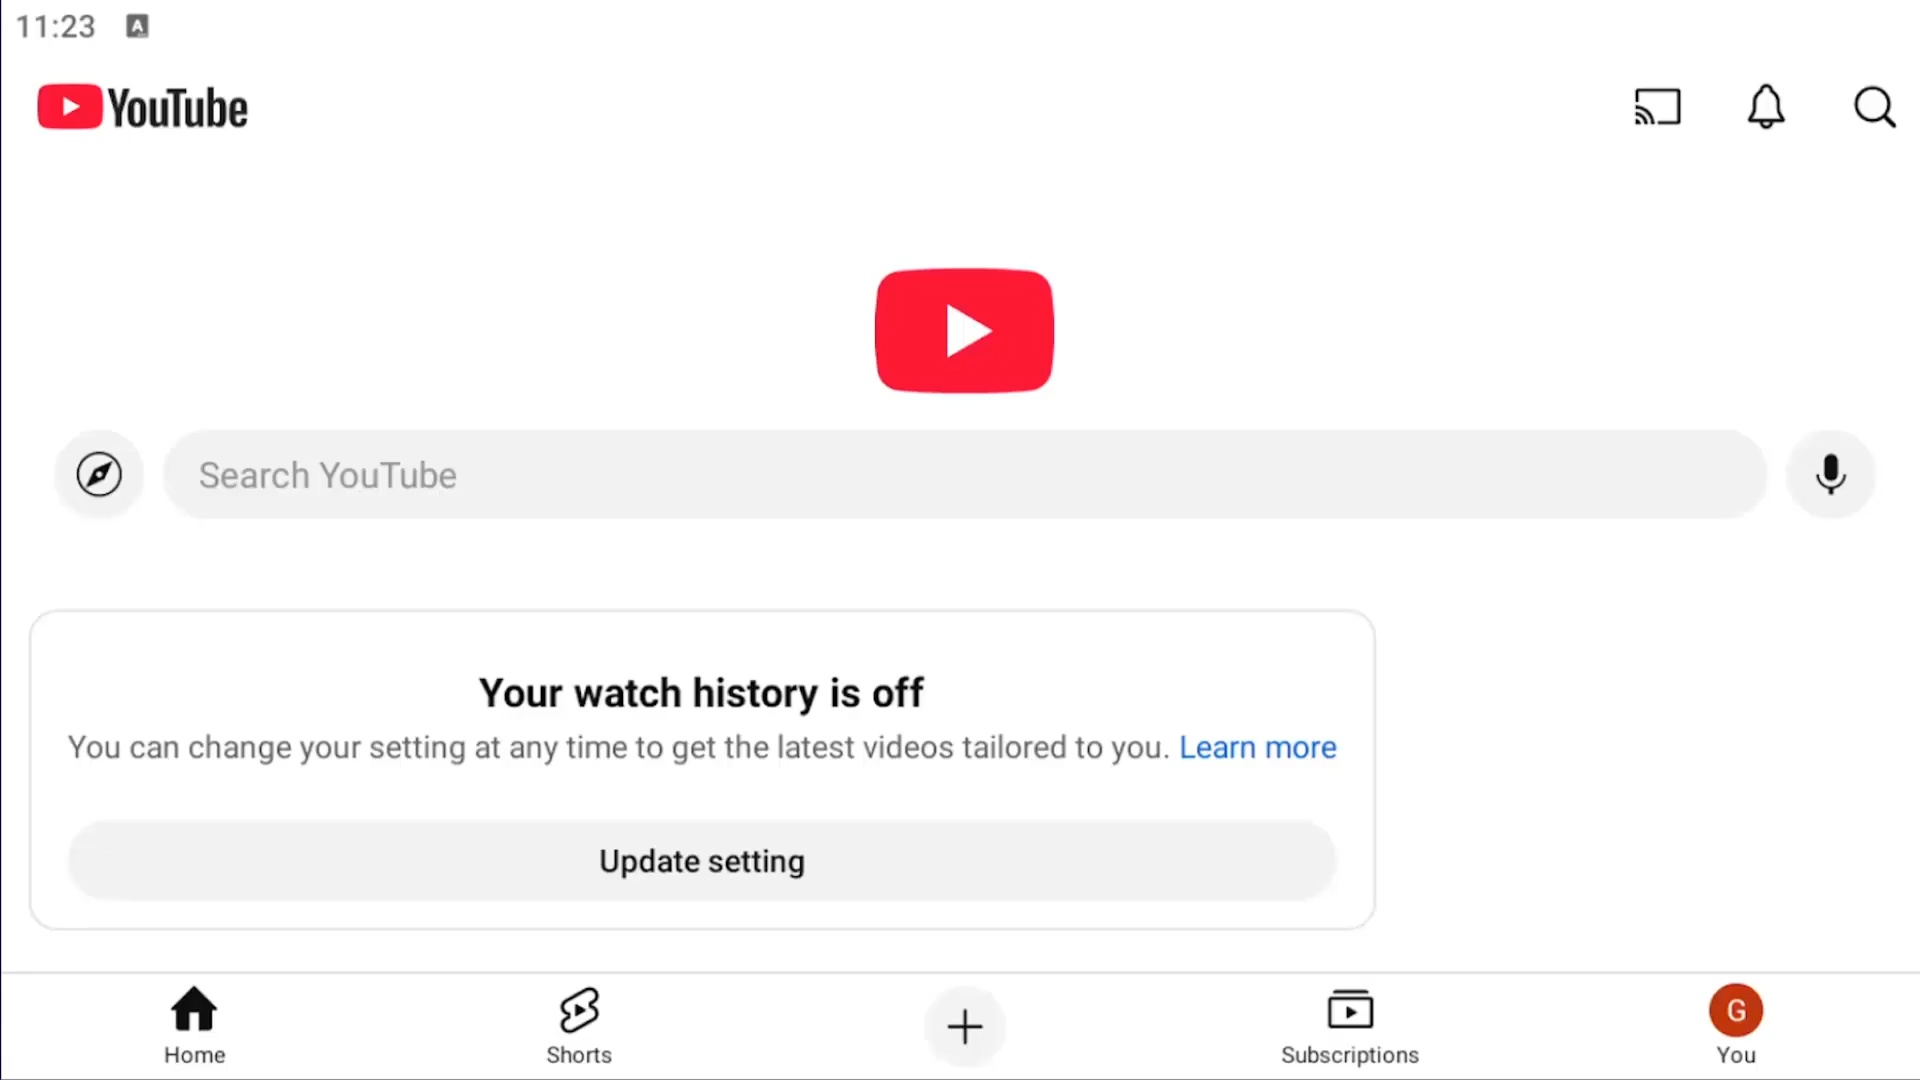 11:23 A
YouTube
Search YouTube
Your watch history is off
You can change your setting at any time to get the latest videos tailored to you. Learn more
Update setting
Home
Shorts
Subscriptions
G
You